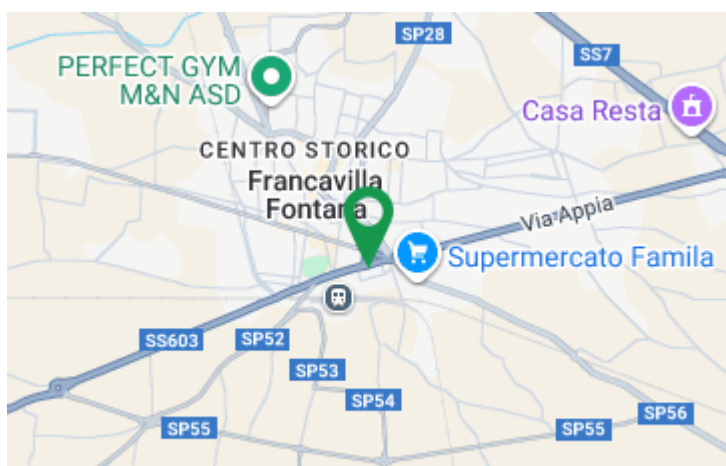 SP28
SS7
PERFECT GYM
M&N ASD
Casa Resta
CENTRO STORICO
Francavilla
Fontana
Via Appia
Supermercato Famila
SS603
SP52
SP53
SP54
SP55
SP55
SP56